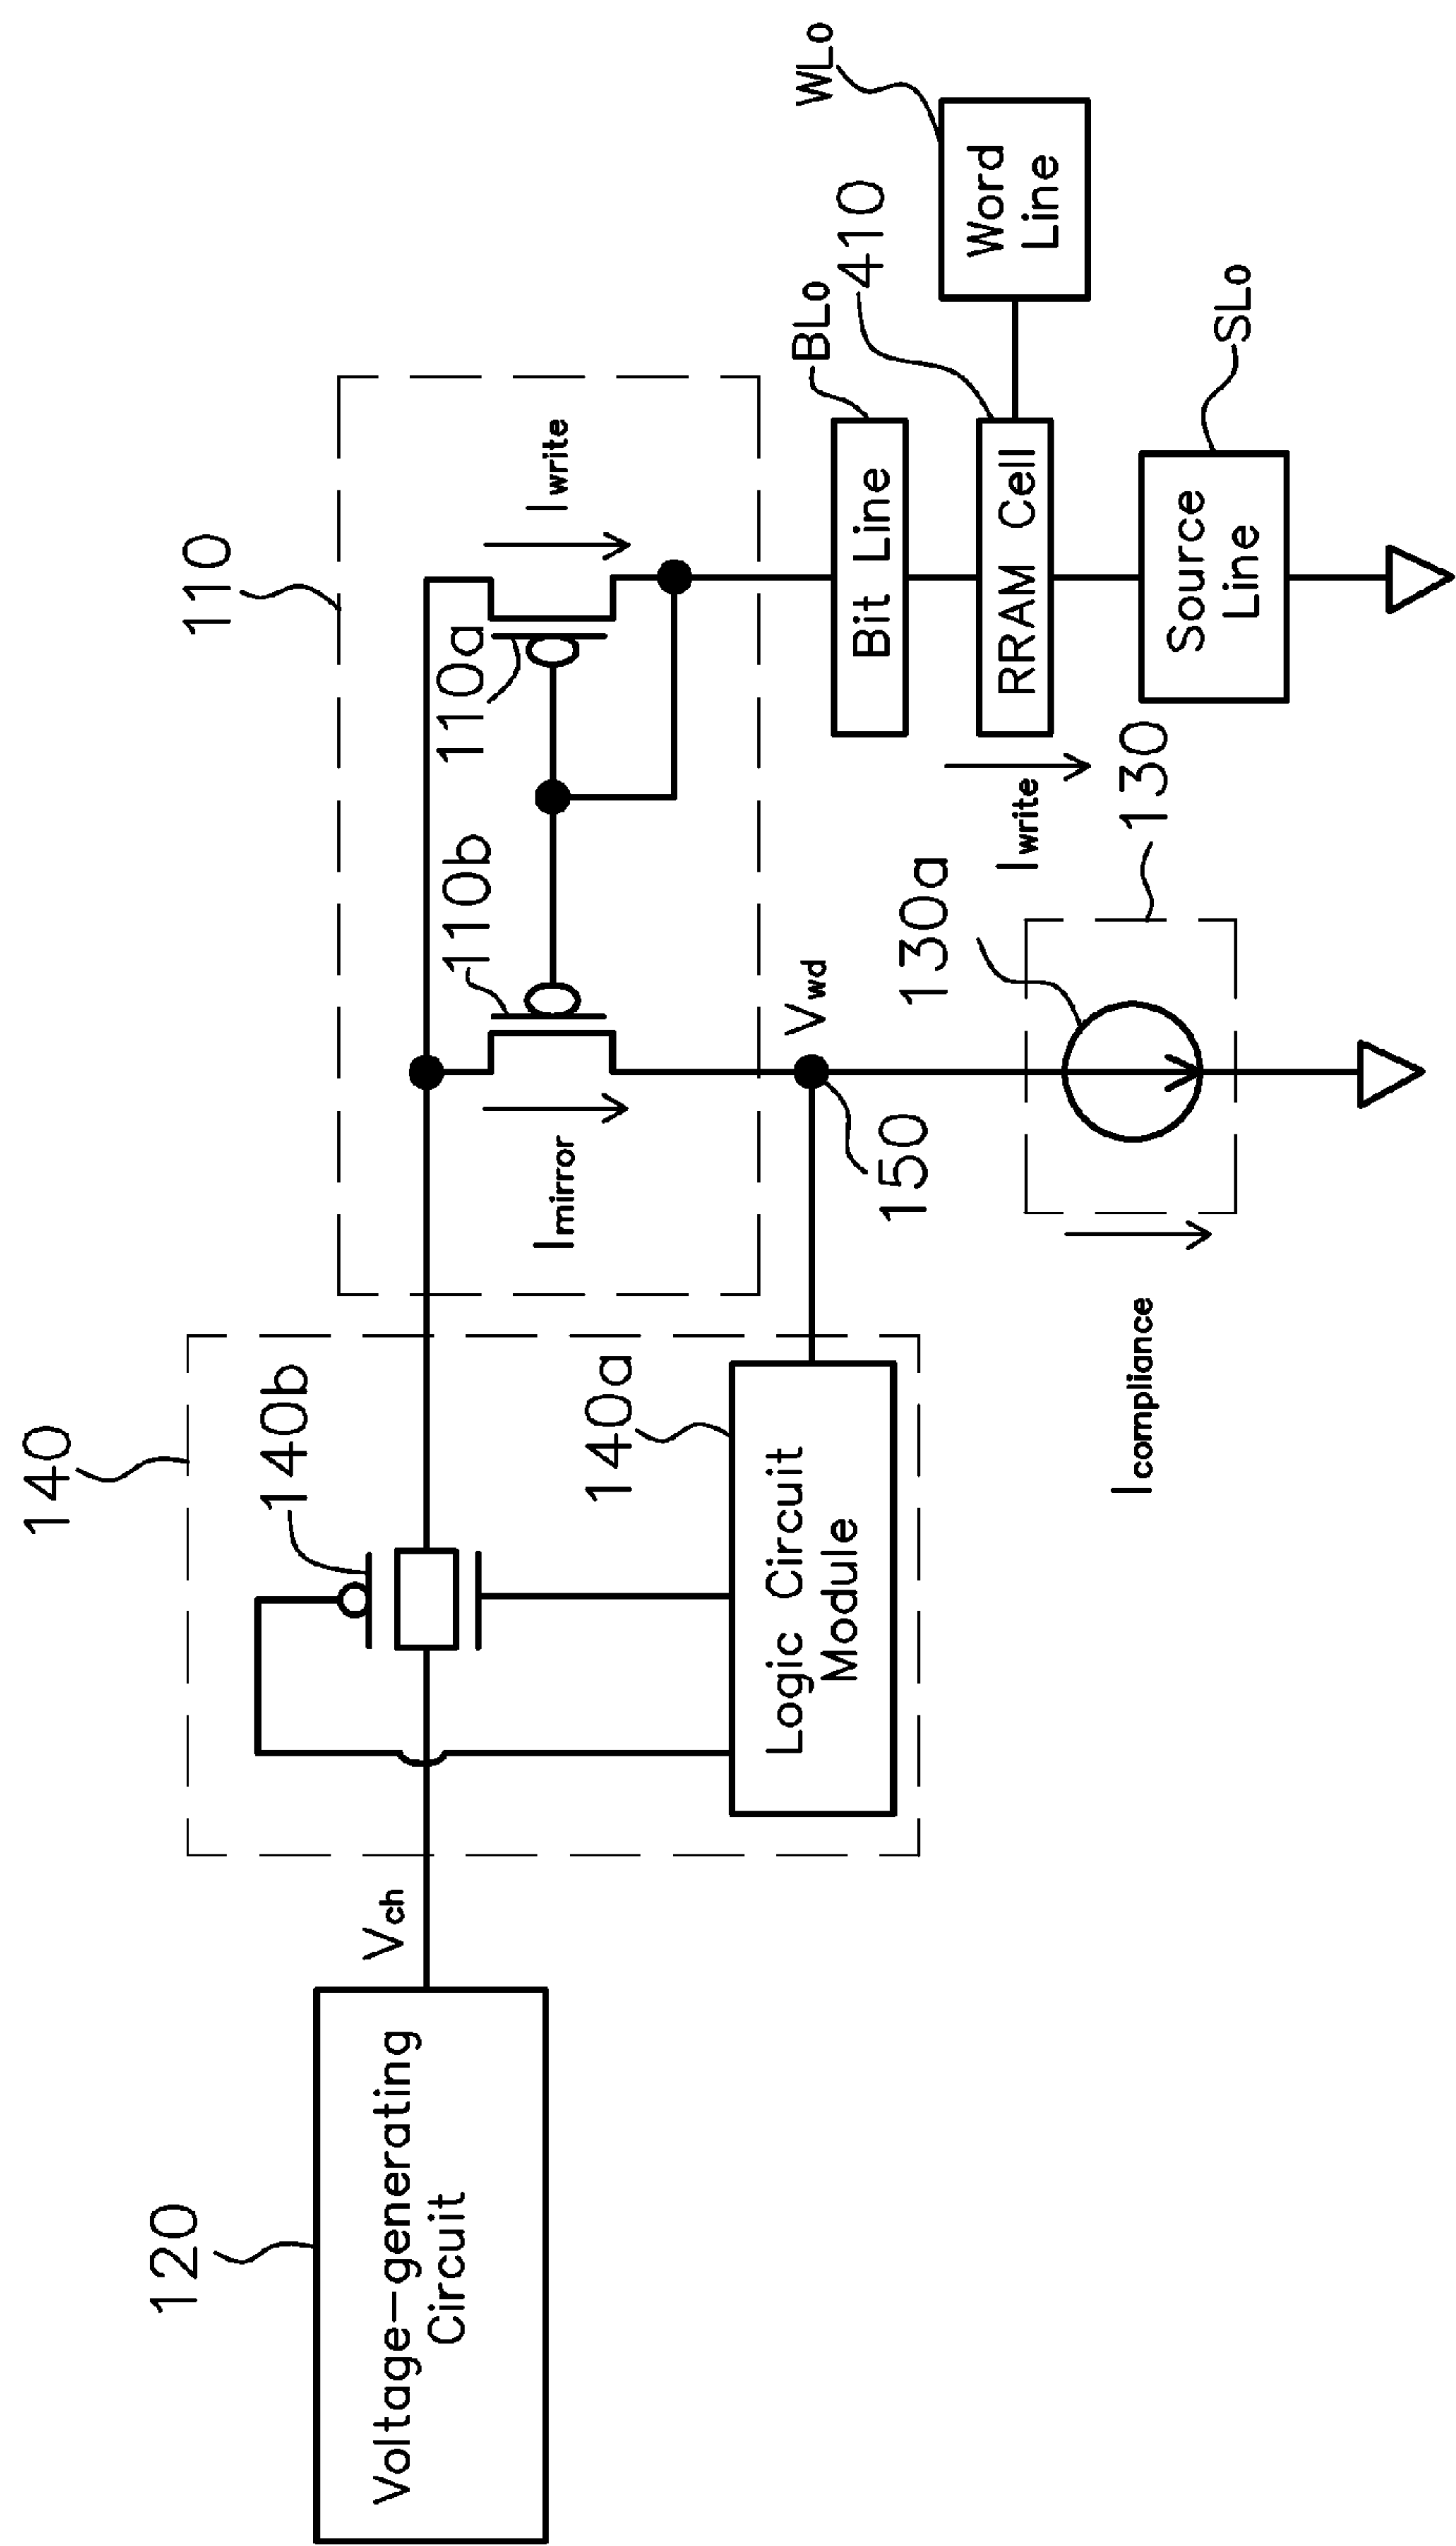 140
120
110
140b
Vch
Voltage-generating
Circuit
140a
Logic Circuit
Module
110b
110a
Imirror
Iwrite
Vwd
150
BLo
Bit Line
410
RRAM Cell
WLo
Word
Line
Iwrite
130a
130
Icompliance
Source
Line
SLo